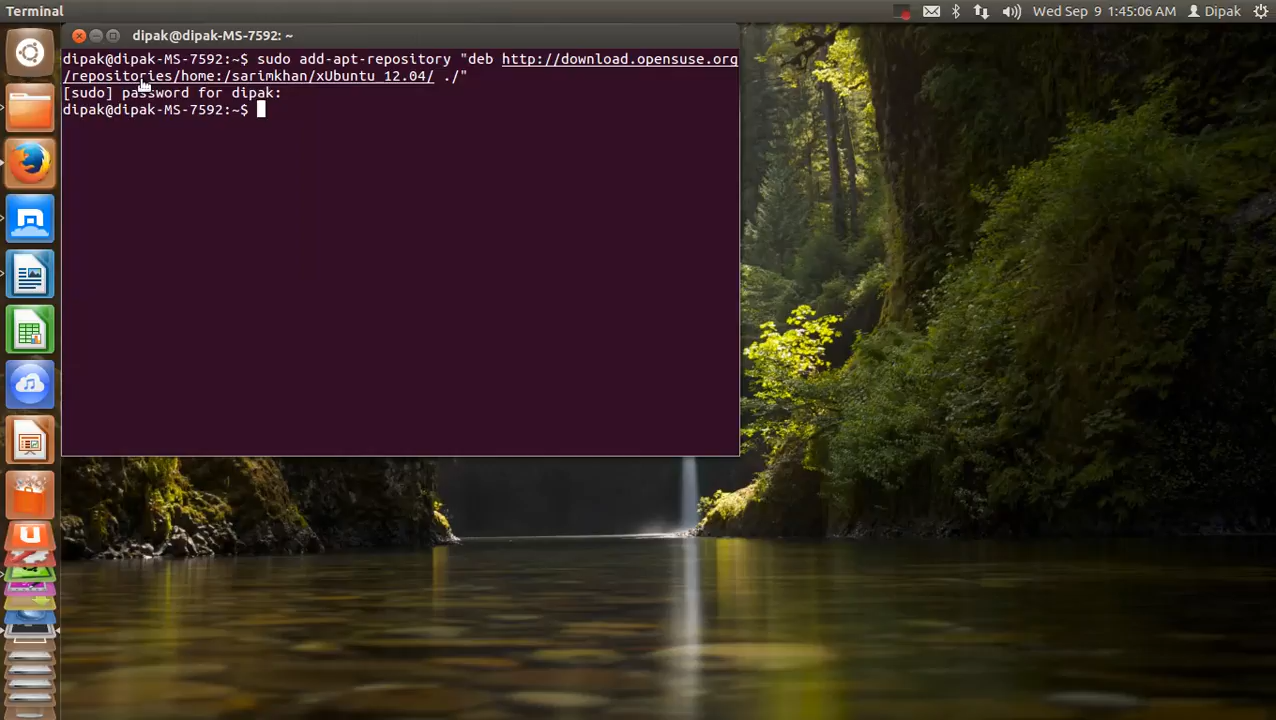 Terminal
Wed Sep 9 1:45:06 AM
Dipak
dipak@dipak-MS-7592: ~
dipak@dipak-MS-7592:~$ sudo add-apt-repository "deb http://download.opensuse.org
/repositories/home:/sarimkhan/xUbuntu_12.04/ ./"
[sudo] password for dipak:
dipak@dipak-MS-7592:~$